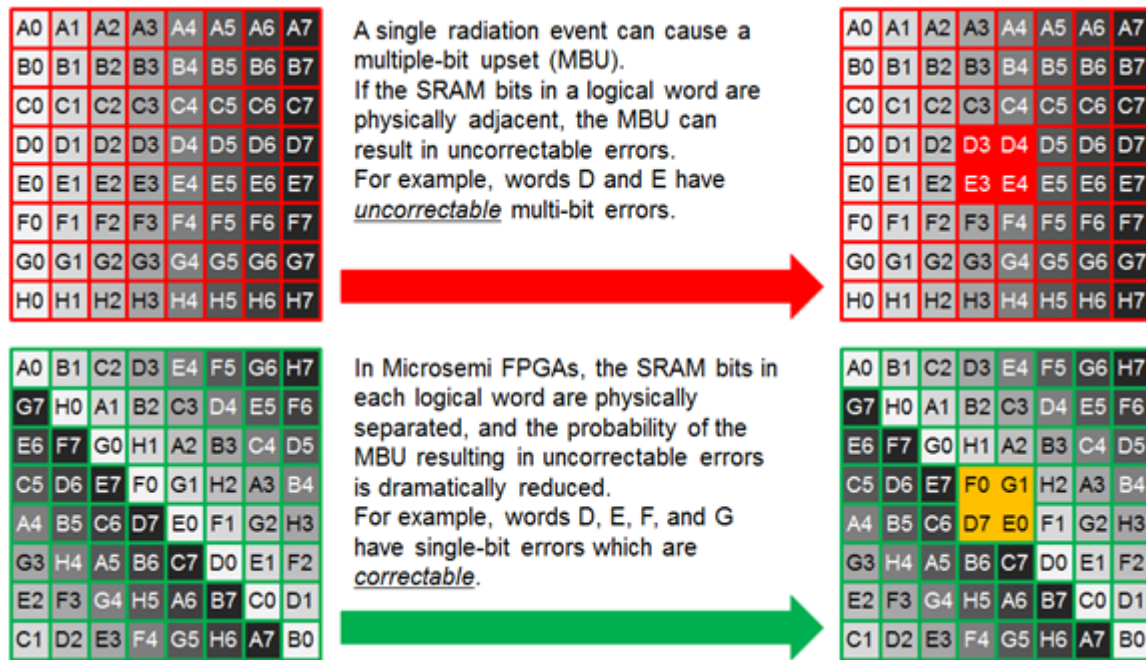 A0 A1 A2 A3 A4 A5 A6 A7
B0 B1 B2 B3 B4 B5 B6 B7
C0 C1 C2 C3 C4 C5 C6 C7
D0 D1 D2 D3 D4 D5 D6 D7
E0 E1 E2 E3 E4 E5 E6 E7
F0 F1 F2 F3 F4 F5 F6 F7
G0 G1 G2 G3 G4 G5 G6 G7
H0 H1 H2 H3 H4 H5 H6 H7
A single radiation event can cause a
multiple-bit upset (MBU).
If the SRAM bits in a logical word are
physically adjacent, the MBU can
result in uncorrectable errors.
For example, words D and E have
uncorrectable multi-bit errors.
A0 A1 A2 A3 A4 A5 A6 A7
B0 B1 B2 B3 B4 B5 B6 B7
C0 C1 C2 C3 C4 C5 C6 C7
D0 D1 D2 D3 D4 D5 D6 D7
E0 E1 E2 E3 E4 E5 E6 E7
F0 F1 F2 F3 F4 F5 F6 F7
G0 G1 G2 G3 G4 G5 G6 G7
H0 H1 H2 H3 H4 H5 H6 H7
A0 B1 C2 D3 E4 F5 G6 H7
G7 H0 A1 B2 C3 D4 E5 F6
E6 F7 G0 H1 A2 B3 C4 D5
C5 D6 E7 F0 G1 H2 A3 B4
A4 B5 C6 D7 E0 F1 G2 H3
G3 H4 A5 B6 C7 D0 E1 F2
E2 F3 G4 H5 A6 B7 C0 D1
C1 D2 E3 F4 G5 H6 A7 B0
In Microsemi FPGAs, the SRAM bits in
each logical word are physically
separated, and the probability of the
MBU resulting in uncorrectable errors
is dramatically reduced.
For example, words D, E, F, and G
have single-bit errors which are
correctable.
A0 B1 C2 D3 E4 F5 G6 H7
G7 H0 A1 B2 C3 D4 E5 F6
E6 F7 G0 H1 A2 B3 C4 D5
C5 D6 E7 F0 G1 H2 A3 B4
A4 B5 C6 D7 E0 F1 G2 H3
G3 H4 A5 B6 C7 D0 E1 F2
E2 F3 G4 H5 A6 B7 C0 D1
C1 D2 E3 F4 G5 H6 A7 B0